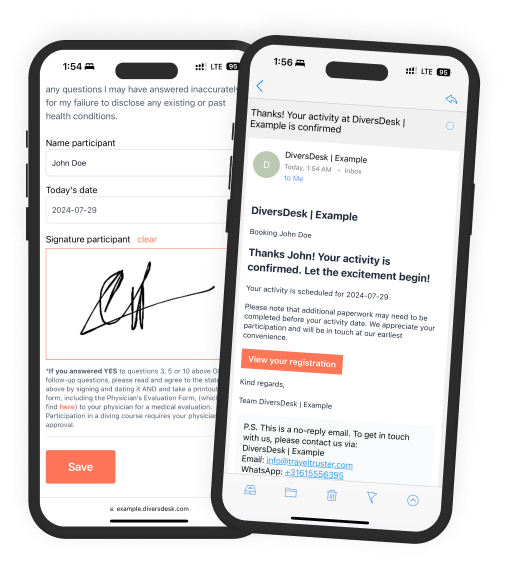 1:54
LTE 95
any questions I may have answered inaccurately
for my failure to disclose any existing or past
health conditions.
Name participant
John Doe
Today's date
2024-07-29
Signature participant clear
*If you answered YES to questions 3, 5 or 10 above O
follow-up questions, please read and agree to the state
above by signing and dating it AND and take a printou
form, including the Physician's Evaluation Form, (whic
find here) to your physician for a medical evaluation.
Participation in a diving course requires your physicia
approval.
Save
example.diversdesk.com
1:56
LTE 95
Thanks! Your activity at DiversDesk |
Example is confirmed
D
DiversDesk | Example
Today, 1:54 AM • Inbox
to Me
DiversDesk | Example
Booking John Doe
Thanks John! Your activity is
confirmed. Let the excitement begin!
Your activity is scheduled for 2024-07-29
Please note that additional paperwork may need to be
completed before your activity date. We appreciate your
participation and will be in touch at our earliest
convenience.
View your registration
Kind regards,
Team DiversDesk | Example
P.S. This is a no-reply email. To get in touch
with us, please contact us via:
DiversDesk | Example
Email: info@traveltruster.com
WhatsApp: +31615556395